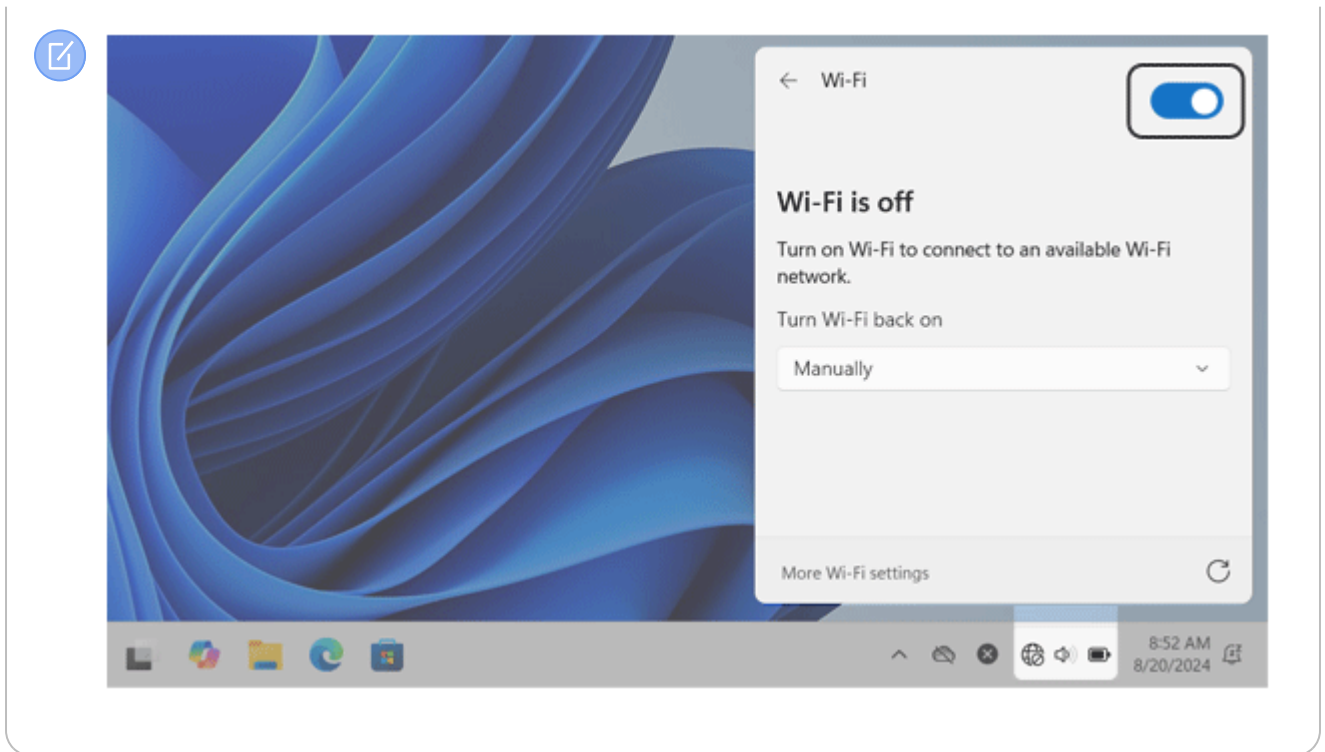 Wi-Fi
Wi-Fi is off
Turn on Wi-Fi to connect to an available Wi-Fi
network.
Turn Wi-Fi back on
Manually
More Wi-Fi settings
8:52 AM
8/20/2024